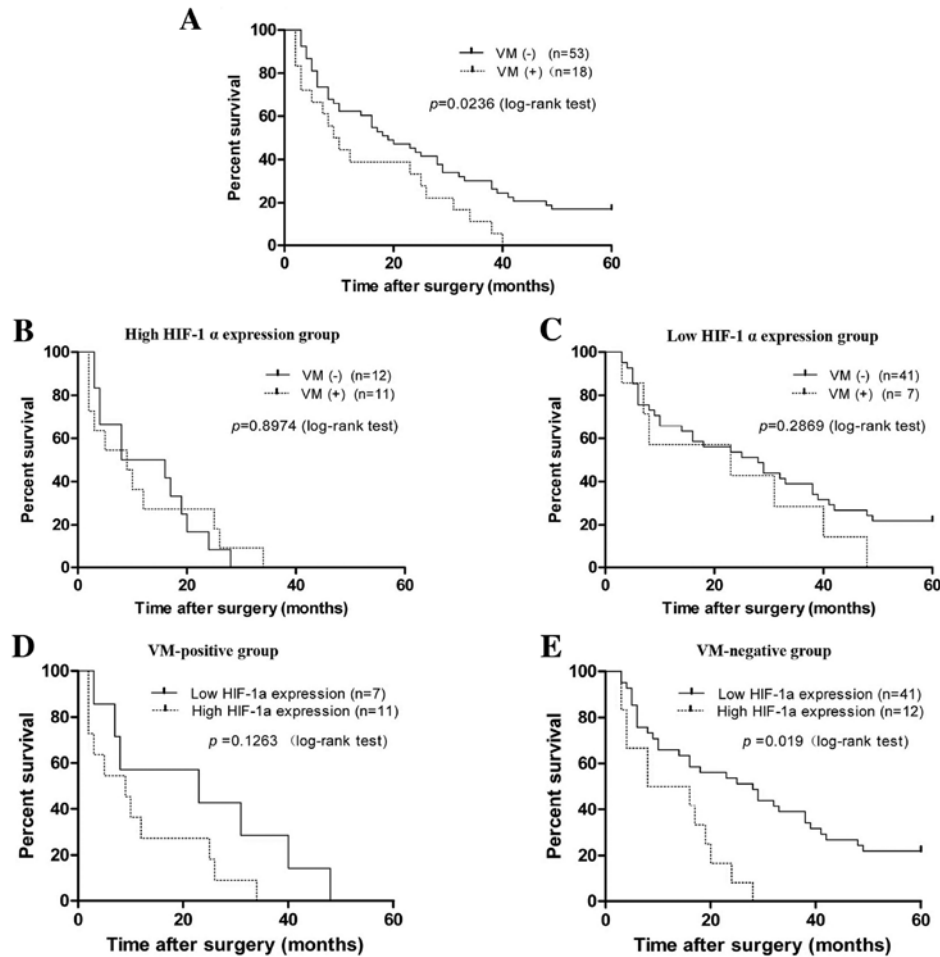 A
Percent survival
100
80
60
40
20
0
VM (-) (n=53)
VM (+) (n=18)
p=0.0236 (log-rank test)
0 20 40 60
Time after surgery (months)
B
High HIF-1 α expression group
Percent survival
100
80
60
40
20
0
VM (-) (n=12)
VM (+) (n=11)
p=0.8974 (log-rank test)
0 20 40 60
Time after surgery (months)
C
Low HIF-1 α expression group
Percent survival
100
80
60
40
20
0
VM (-) (n=41)
VM (+) (n= 7)
p=0.2869 (log-rank test)
0 20 40 60
Time after surgery (months)
D
VM-positive group
Percent survival
100
80
60
40
20
0
Low HIF-1a expression (n=7)
High HIF-1a expression (n=11)
p =0.1263 (log-rank test)
0 20 40 60
Time after surgery (months)
E
VM-negative group
Percent survival
100
80
60
40
20
0
Low HIF-1a expression (n=41)
High HIF-1a expression (n=12)
p =0.019 (log-rank test)
0 20 40 60
Time after surgery (months)